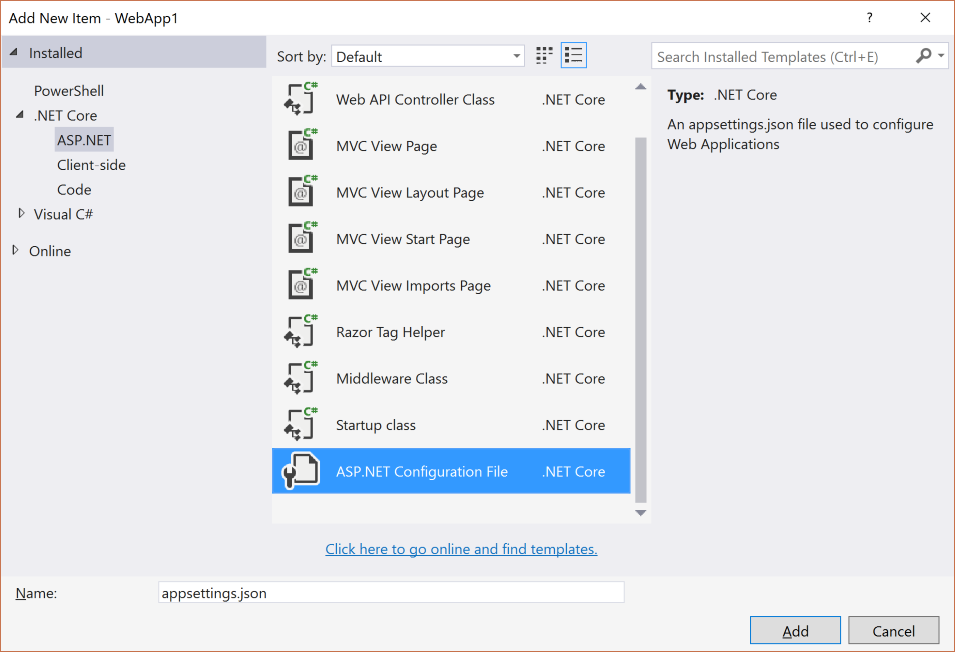 Add New Item - WebApp1
?
Installed
PowerShell
.NET Core
ASP.NET
Client-side
Code
Visual C#
Online
Sort by: Default
Search Installed Templates (Ctrl+E)
C# Web API Controller Class .NET Core
@ C# MVC View Page .NET Core
@ C# MVC View Layout Page .NET Core
@ C# MVC View Start Page .NET Core
@ C# MVC View Imports Page .NET Core
C# Razor Tag Helper .NET Core
C# Middleware Class .NET Core
C# Startup class .NET Core
ASP.NET Configuration File .NET Core
Click here to go online and find templates.
Type: .NET Core
An appsettings.json file used to configure
Web Applications
Name: appsettings.json
Add Cancel